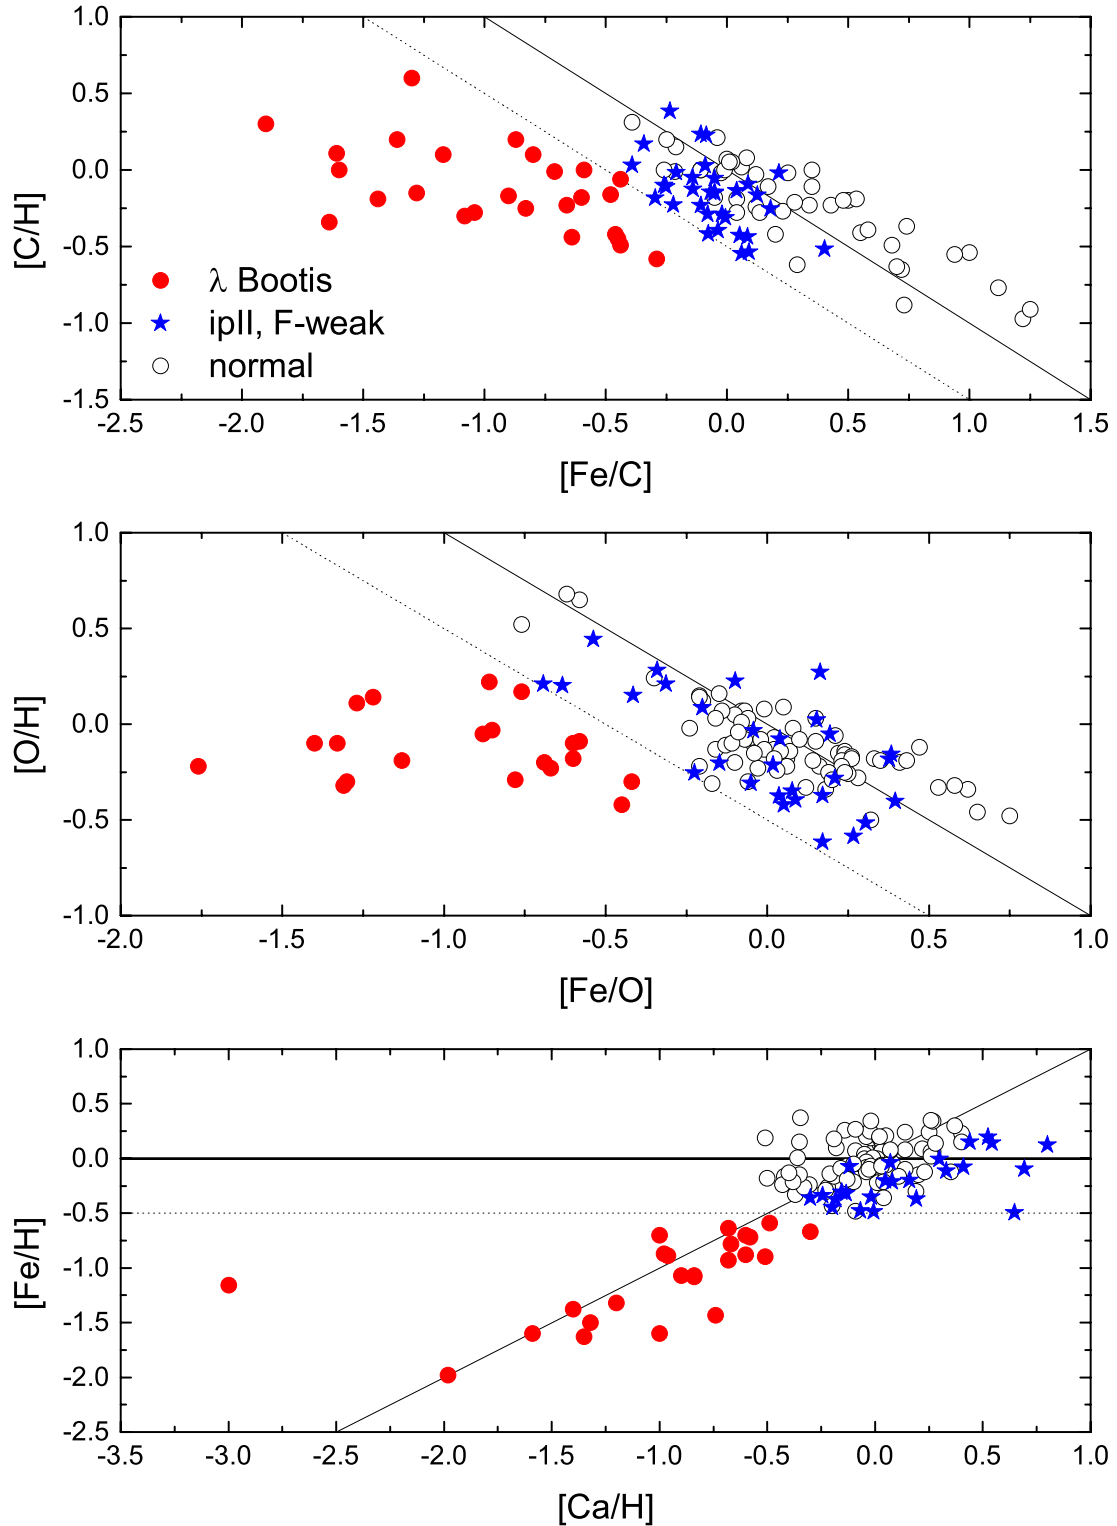 1.0
0.5
0.0
-0.5
-1.0
-1.5
[C/H]
λ Bootis
ipII, F-weak
normal
-2.5 -2.0 -1.5 -1.0 -0.5 0.0 0.5 1.0 1.5
[Fe/C]
1.0
0.5
0.0
-0.5
-1.0
[O/H]
-2.0 -1.5 -1.0 -0.5 0.0 0.5 1.0
[Fe/O]
1.0
0.5
0.0
-0.5
-1.0
-1.5
-2.0
-2.5
[Fe/H]
-3.5 -3.0 -2.5 -2.0 -1.5 -1.0 -0.5 0.0 0.5 1.0
[Ca/H]